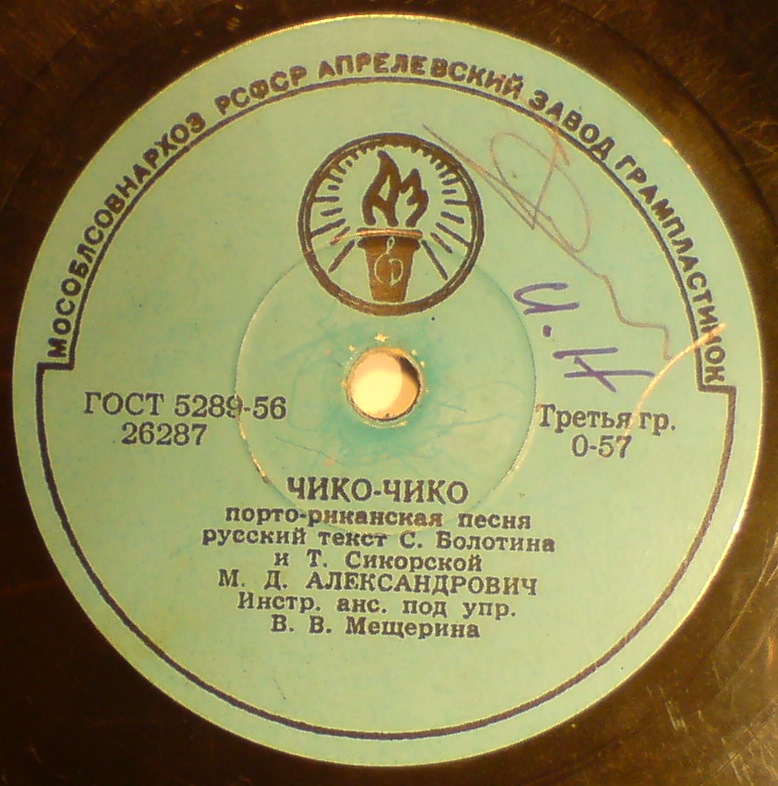 МОСОБЛСОВНАРХОЗ РСФСР АПРЕЛЕВСКИЙ ЗАВОД ГРАМПЛАСТИНОК
АЗ
и-н
ГОСТ 5289-56
26287
Третья гр.
0-57
ЧИКО-ЧИКО
порто-риканская песня
русский текст С. Болотина
и Т. Сикорской
М. Д. АЛЕКСАНДРОВИЧ
Инстр. анс. под упр.
В. В. Мещерина